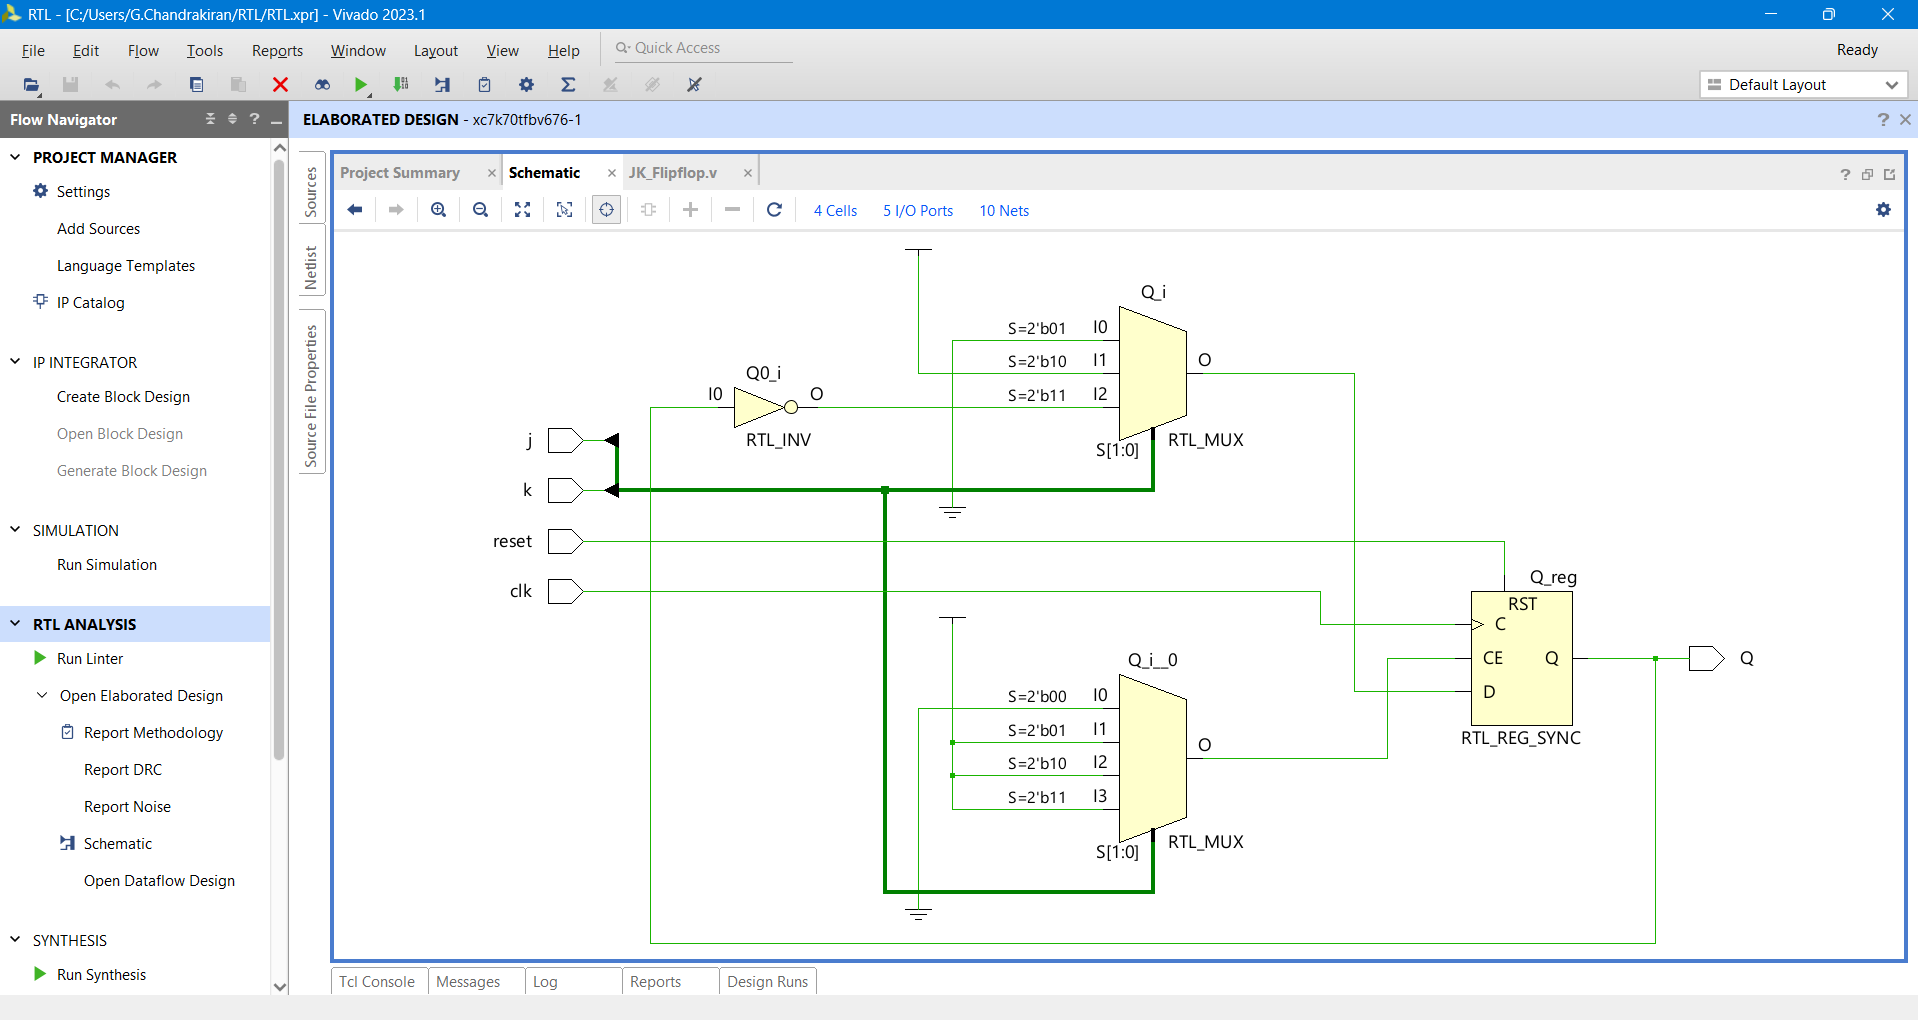 RTL - [C:/Users/G.Chandrakiran/RTL/RTL.xpr] - Vivado 2023.1
File Edit Flow Tools Reports Window Layout View Help Quick Access Ready
Default Layout
Flow Navigator ?
PROJECT MANAGER
Settings
Add Sources
Language Templates
IP Catalog
IP INTEGRATOR
Create Block Design
Open Block Design
Generate Block Design
SIMULATION
Run Simulation
RTL ANALYSIS
Run Linter
Open Elaborated Design
Report Methodology
Report DRC
Report Noise
Schematic
Open Dataflow Design
SYNTHESIS
Run Synthesis
ELABORATED DESIGN - xc7k70tfbv676-1 ?
Sources
Netlist
Source File Properties
Project Summary Schematic JK_Flipflop.v ?
4 Cells 5 I/O Ports 10 Nets
Q_i
S=2'b01 I0
S=2'b10 I1 O
S=2'b11 I2
S[1:0] RTL_MUX
Q0_i
I0 O
RTL_INV
j
k
reset
clk
Q_reg
RST
C
CE Q Q
D
RTL_REG_SYNC
Q_i__0
S=2'b00 I0
S=2'b01 I1
S=2'b10 I2 O
S=2'b11 I3
S[1:0] RTL_MUX
Tcl Console Messages Log Reports Design Runs